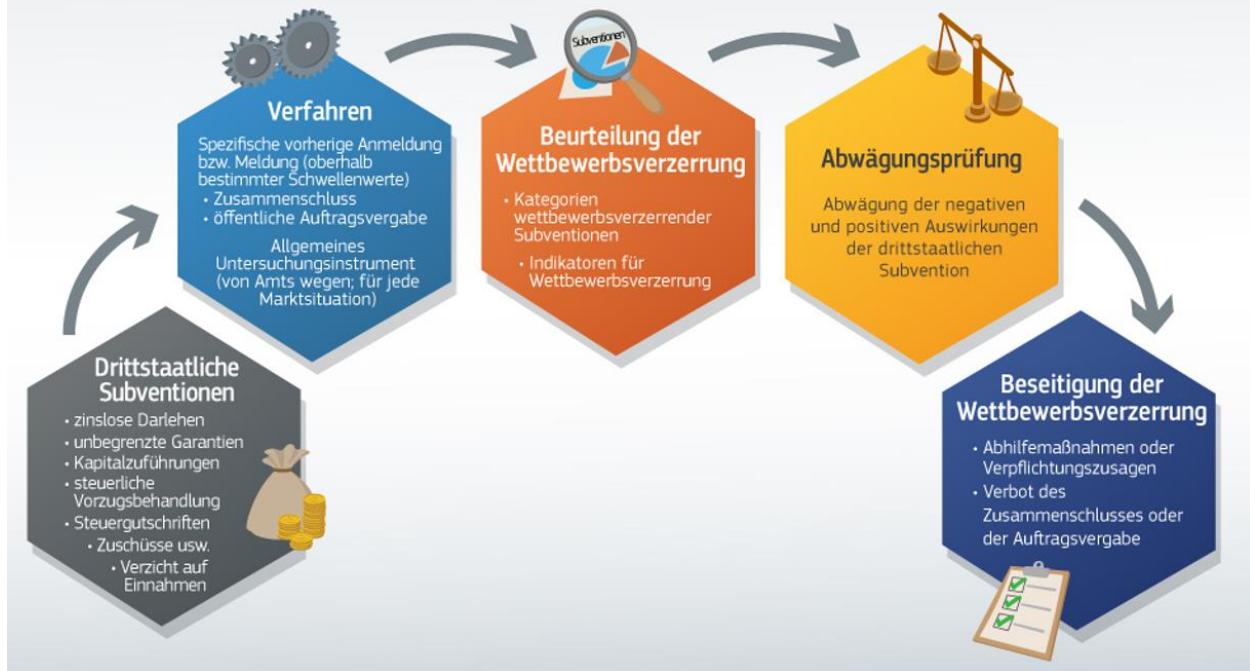 Drittstaatliche
Subventionen
• zinslose Darlehen
• unbegrenzte Garantien
• Kapitalzuführungen
• steuerliche
Vorzugsbehandlung
• Steuergutschriften
• Zuschüsse usw.
• Verzicht auf
Einnahmen
Verfahren
Spezifische vorherige Anmeldung
bzw. Meldung (oberhalb
bestimmter Schwellenwerte)
• Zusammenschluss
• öffentliche Auftragsvergabe
Allgemeines
Untersuchungsinstrument
(von Amts wegen; für jede
Marktsituation)
Subventionen
Beurteilung der
Wettbewerbsverzerrung
• Kategorien
wettbewerbsverzerrender
Subventionen
• Indikatoren für
Wettbewerbsverzerrung
Abwägungsprüfung
Abwägung der negativen
und positiven Auswirkungen
der drittstaatlichen
Subvention
Beseitigung der
Wettbewerbsverzerrung
• Abhilfemaßnahmen oder
Verpflichtungszusagen
• Verbot des
Zusammenschlusses oder
der Auftragsvergabe